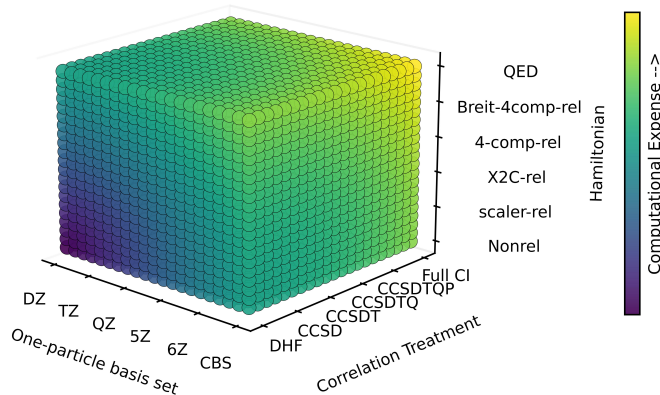 QED
Breit-4comp-rel
4-comp-rel
X2C-rel
scaler-rel
Nonrel
Hamiltonian
Computational Expense -->
DZ
TZ
QZ
5Z
6Z
CBS
One-particle basis set
DHF
CCSD
CCSDT
CCSDTQ
CCSDTQP
Full CI
Correlation Treatment